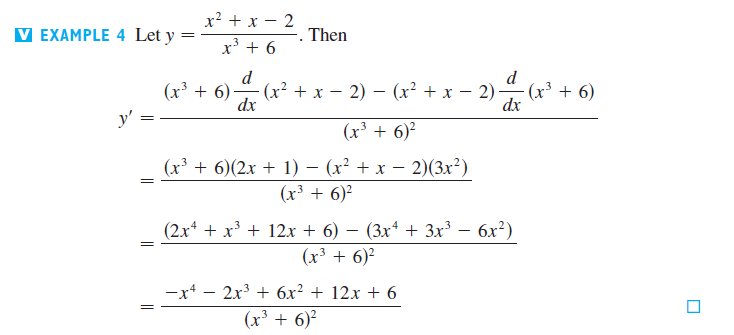 V EXAMPLE 4 Let y = (x² + x − 2)/(x³ + 6). Then
y′ = ((x³ + 6) d/dx (x² + x − 2) − (x² + x − 2) d/dx (x³ + 6))/(x³ + 6)²
= ((x³ + 6)(2x + 1) − (x² + x − 2)(3x²))/(x³ + 6)²
= ((2x⁴ + x³ + 12x + 6) − (3x⁴ + 3x³ − 6x²))/(x³ + 6)²
= (−x⁴ − 2x³ + 6x² + 12x + 6)/(x³ + 6)²